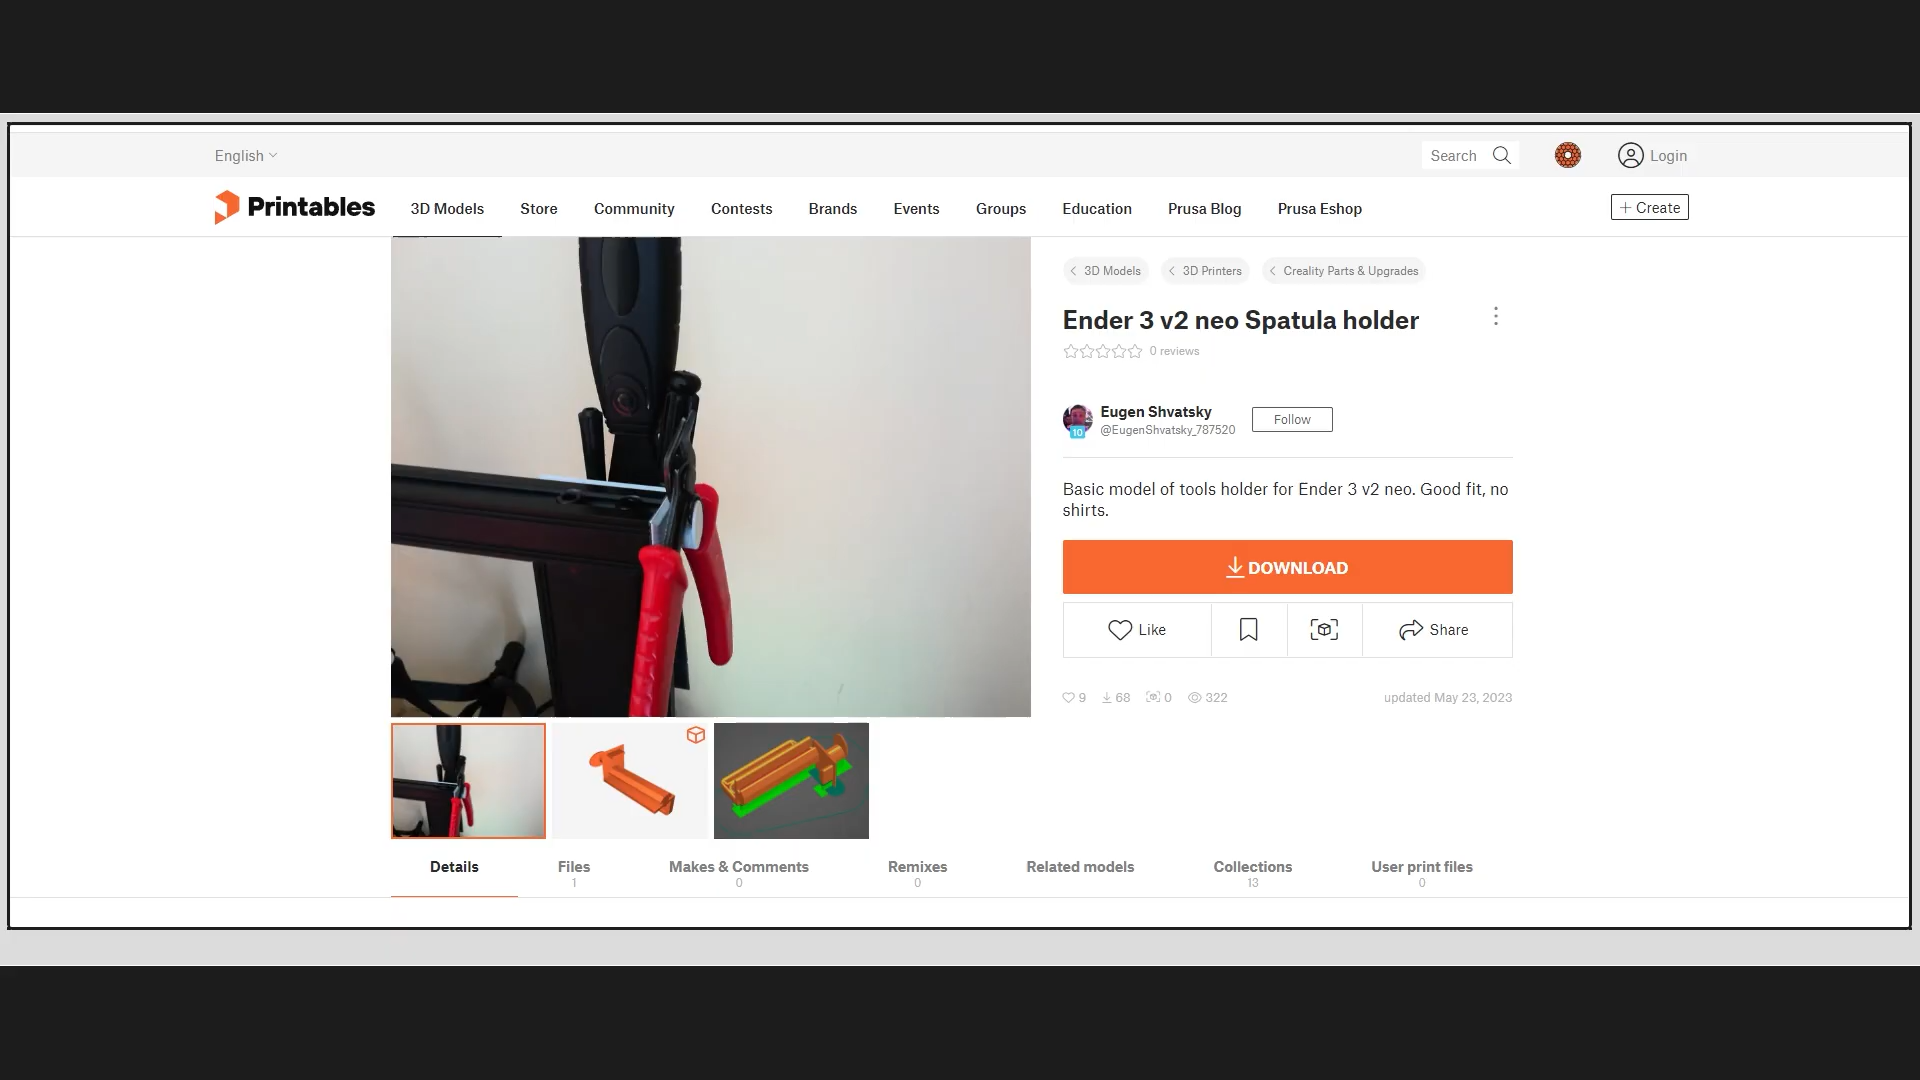 English
Search
Login
Printables
3D Models
Store
Community
Contests
Brands
Events
Groups
Education
Prusa Blog
Prusa Eshop
+ Create
3D Models
3D Printers
Creality Parts & Upgrades
Ender 3 v2 neo Spatula holder
0 reviews
Eugen Shvatsky
10
@EugenShvatsky_787520
Follow
Basic model of tools holder for Ender 3 v2 neo. Good fit, no
shirts.
DOWNLOAD
Like
Share
9
68
0
322
updated May 23, 2023
Details
Files
1
Makes & Comments
0
Remixes
0
Related models
Collections
13
User print files
0